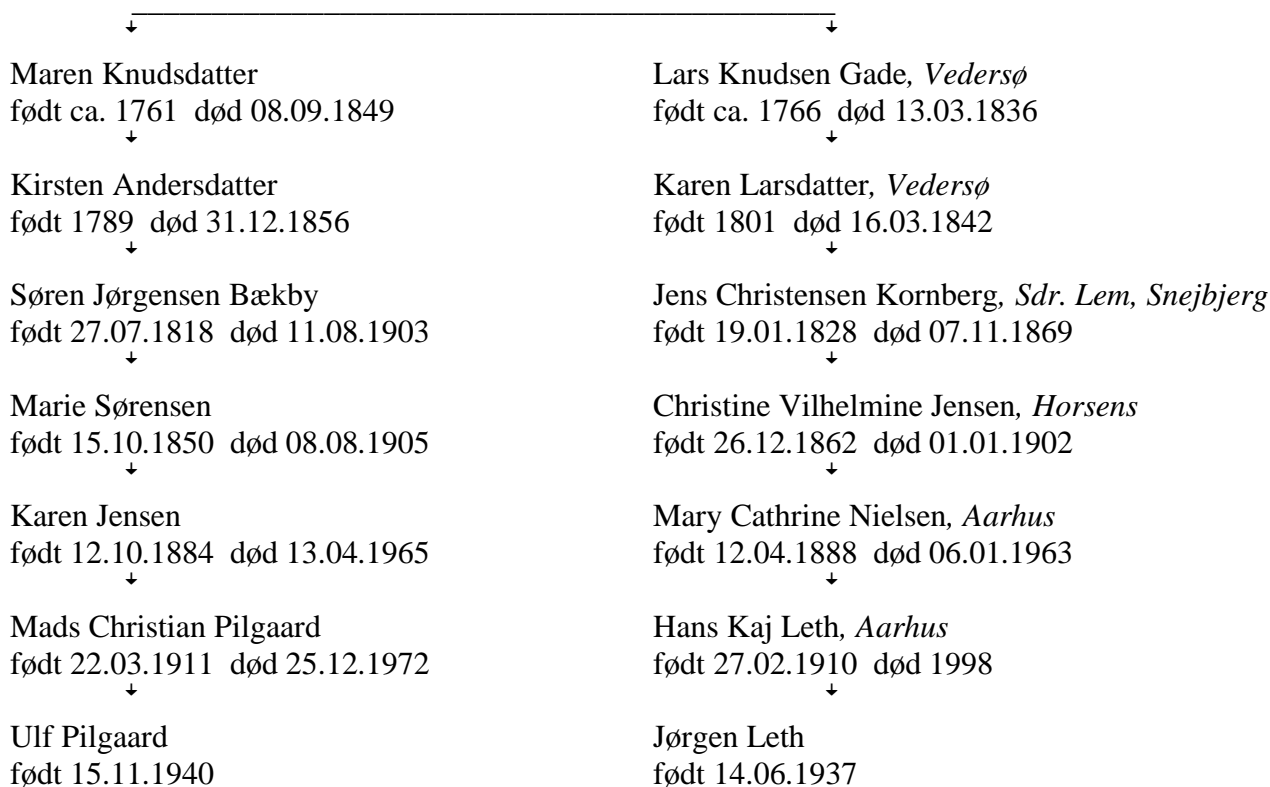 Maren Knudsdatter
født ca. 1761 død 08.09.1849
Kirsten Andersdatter
født 1789 død 31.12.1856
Søren Jørgensen Bækby
født 27.07.1818 død 11.08.1903
Marie Sørensen
født 15.10.1850 død 08.08.1905
Karen Jensen
født 12.10.1884 død 13.04.1965
Mads Christian Pilgaard
født 22.03.1911 død 25.12.1972
Ulf Pilgaard
født 15.11.1940
Lars Knudsen Gade, Vedersø
født ca. 1766 død 13.03.1836
Karen Larsdatter, Vedersø
født 1801 død 16.03.1842
Jens Christensen Kornberg, Sdr. Lem, Snejbjerg
født 19.01.1828 død 07.11.1869
Christine Vilhelmine Jensen, Horsens
født 26.12.1862 død 01.01.1902
Mary Cathrine Nielsen, Aarhus
født 12.04.1888 død 06.01.1963
Hans Kaj Leth, Aarhus
født 27.02.1910 død 1998
Jørgen Leth
født 14.06.1937